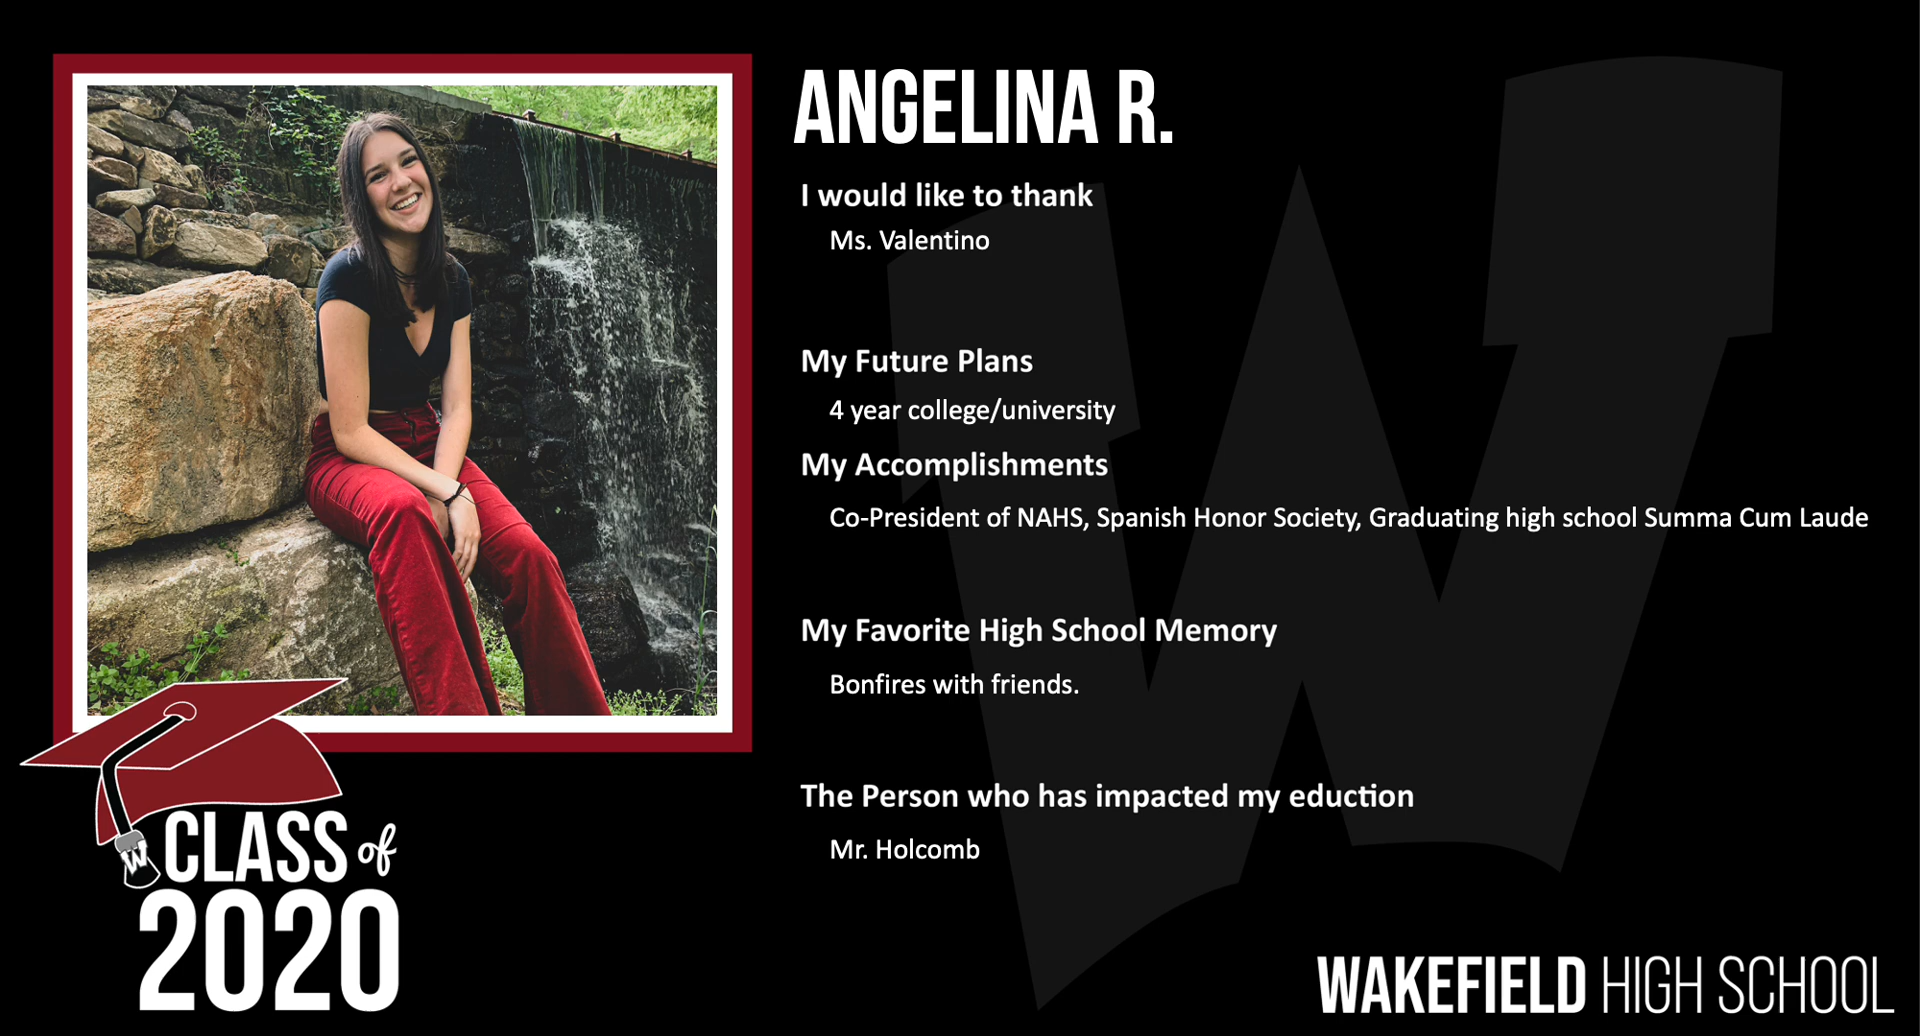 ANGELINA R.
I would like to thank
Ms. Valentino
My Future Plans
4 year college/university
My Accomplishments
Co-President of NAHS, Spanish Honor Society, Graduating high school Summa Cum Laude
My Favorite High School Memory
Bonfires with friends.
The Person who has impacted my eduction
Mr. Holcomb
W
CLASS of
2020
WAKEFIELD HIGH SCHOOL